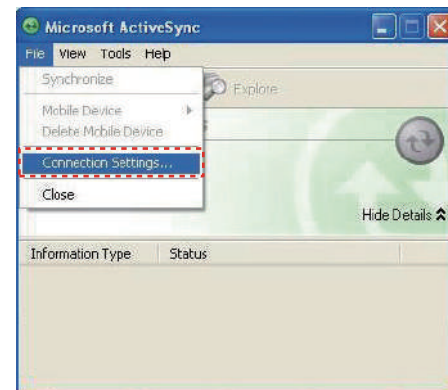 Microsoft ActiveSync
File View Tools Help
Synchronize
Explore
Mobile Device
Delete Mobile Device
Connection Settings...
Close
Hide Details
Information Type Status